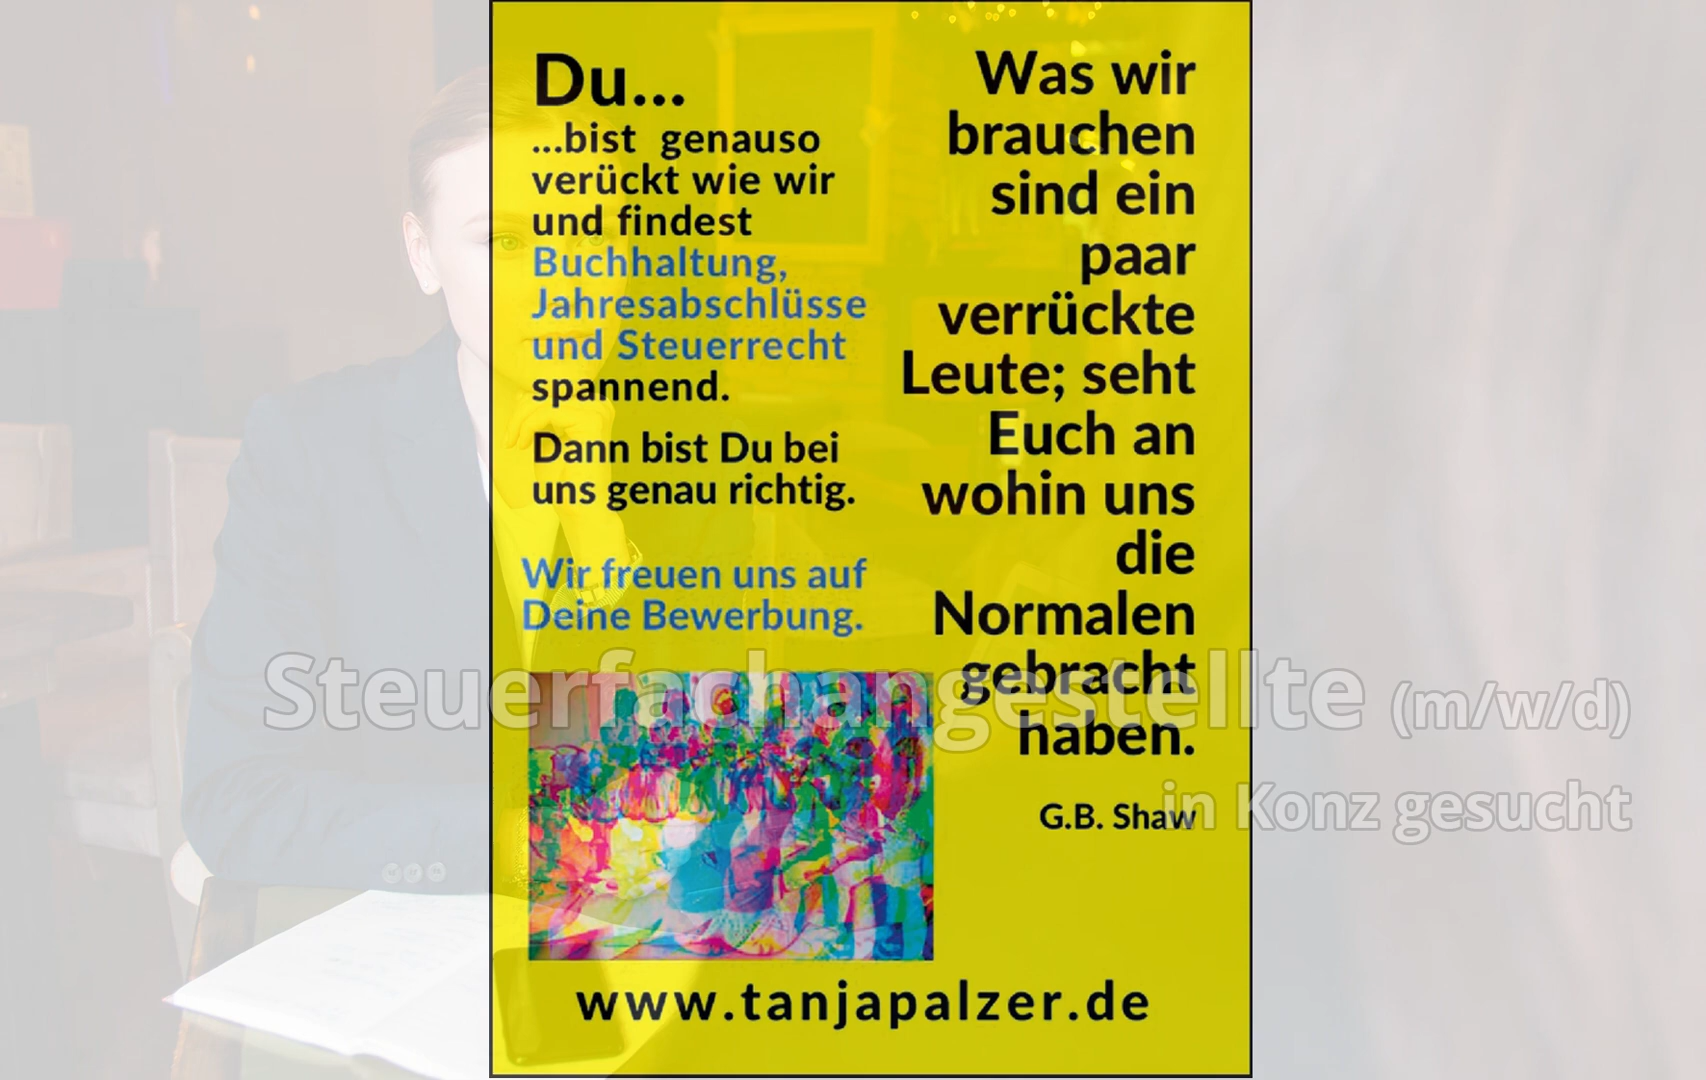 Du...
...bist genauso
verückt wie wir
und findest
Buchhaltung,
Jahresabschlüsse
und Steuerrecht
spannend.
Dann bist Du bei
uns genau richtig.
Wir freuen uns auf
Deine Bewerbung.
Was wir
brauchen
sind ein
paar
verrückte
Leute; seht
Euch an
wohin uns
die
Normalen
gebracht
haben.
G.B. Shaw
Steuerfachangestellte (m/w/d)
in Konz gesucht
www.tanjapalzer.de